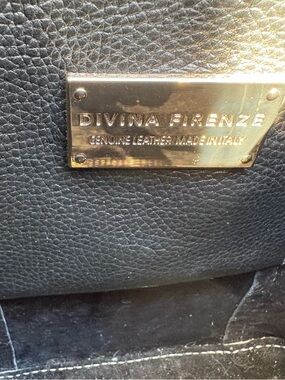 DIVINA FIRENZE
GENUINE LEATHER MADE IN ITALY